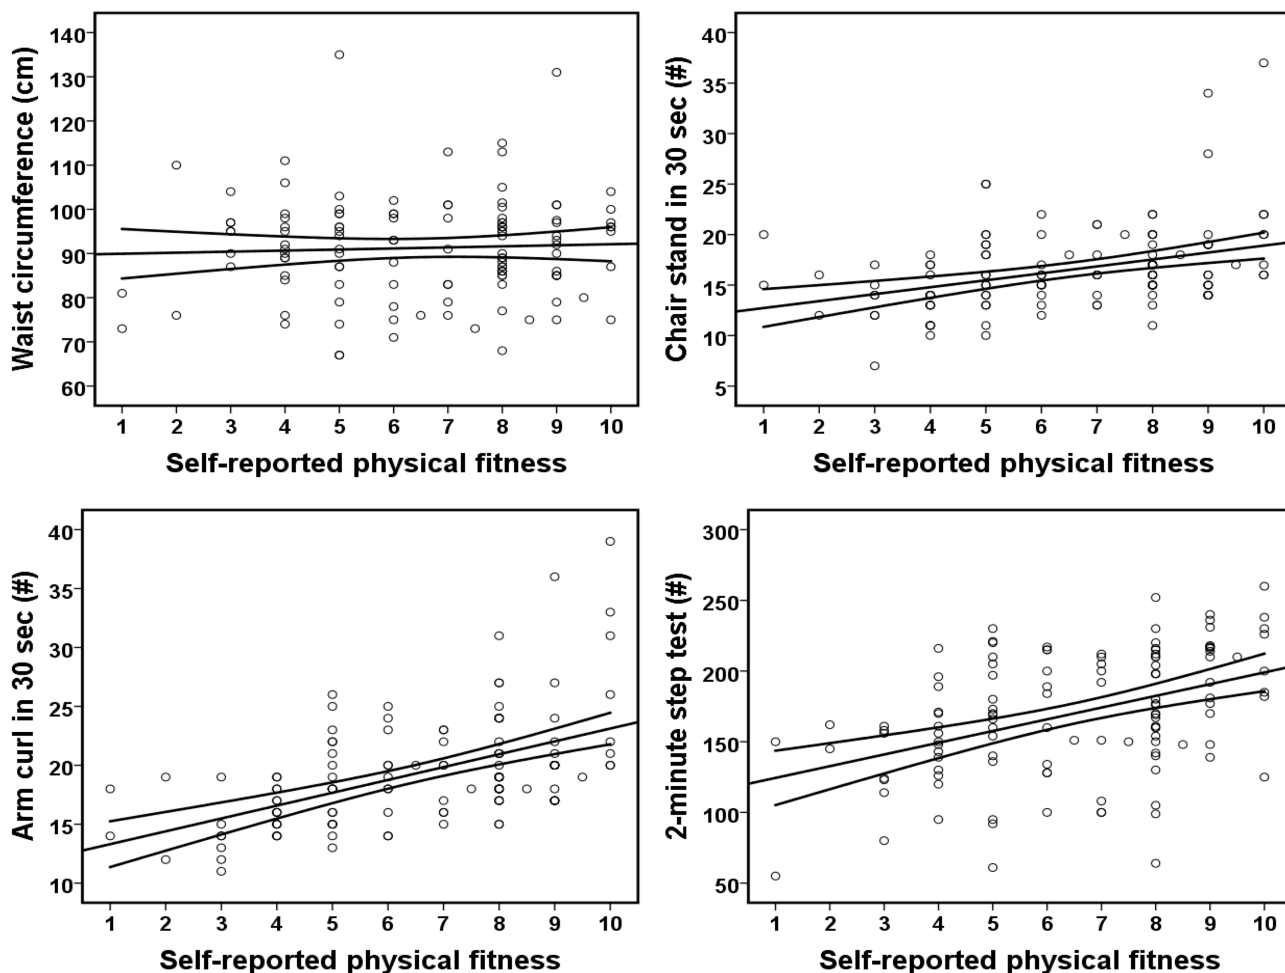 Waist circumference (cm)
140
130
120
110
100
90
80
70
60
1 2 3 4 5 6 7 8 9 10
Self-reported physical fitness
Chair stand in 30 sec (#)
40
35
30
25
20
15
10
5
1 2 3 4 5 6 7 8 9 10
Self-reported physical fitness
Arm curl in 30 sec (#)
40
35
30
25
20
15
10
1 2 3 4 5 6 7 8 9 10
Self-reported physical fitness
2-minute step test (#)
300
250
200
150
100
50
1 2 3 4 5 6 7 8 9 10
Self-reported physical fitness